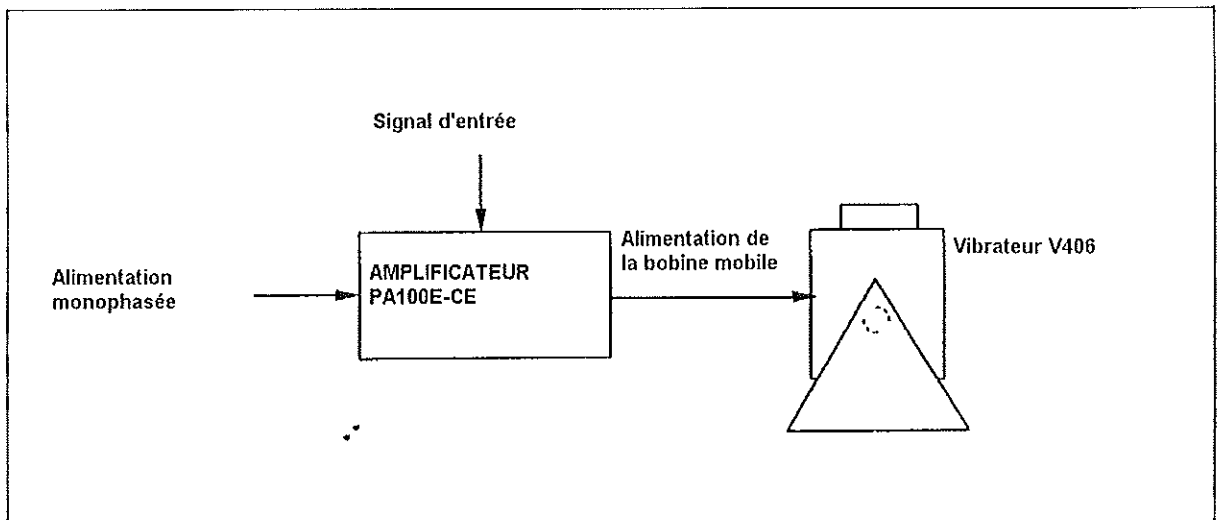 Signal d'entrée
Alimentation monophasée
AMPLIFICATEUR
PA100E-CE
Alimentation de
la bobine mobile
Vibrateur V406